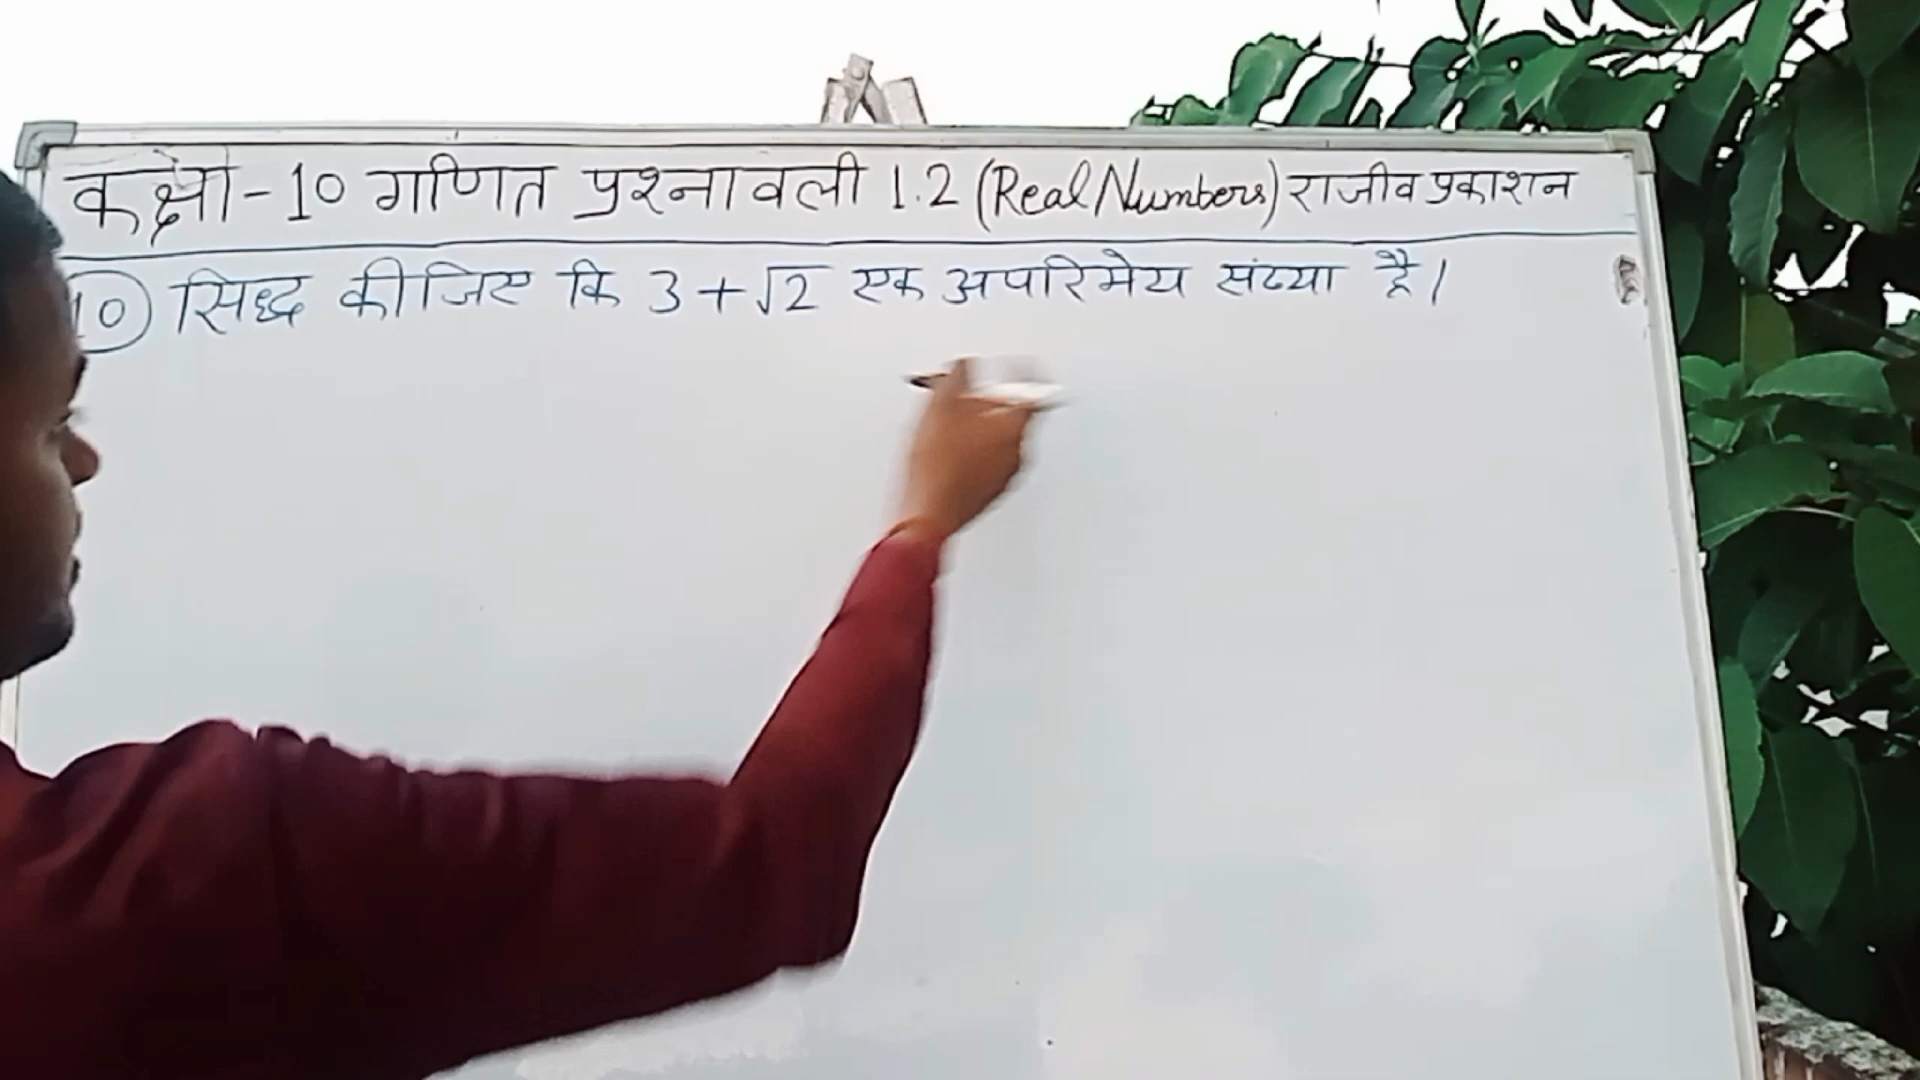 कक्षा-10 गणित प्रश्नावली 1.2 (Real Numbers) राजीव प्रकाशन
10 सिद्ध कीजिए कि 3+√2 एक अपरिमेय संख्या है।